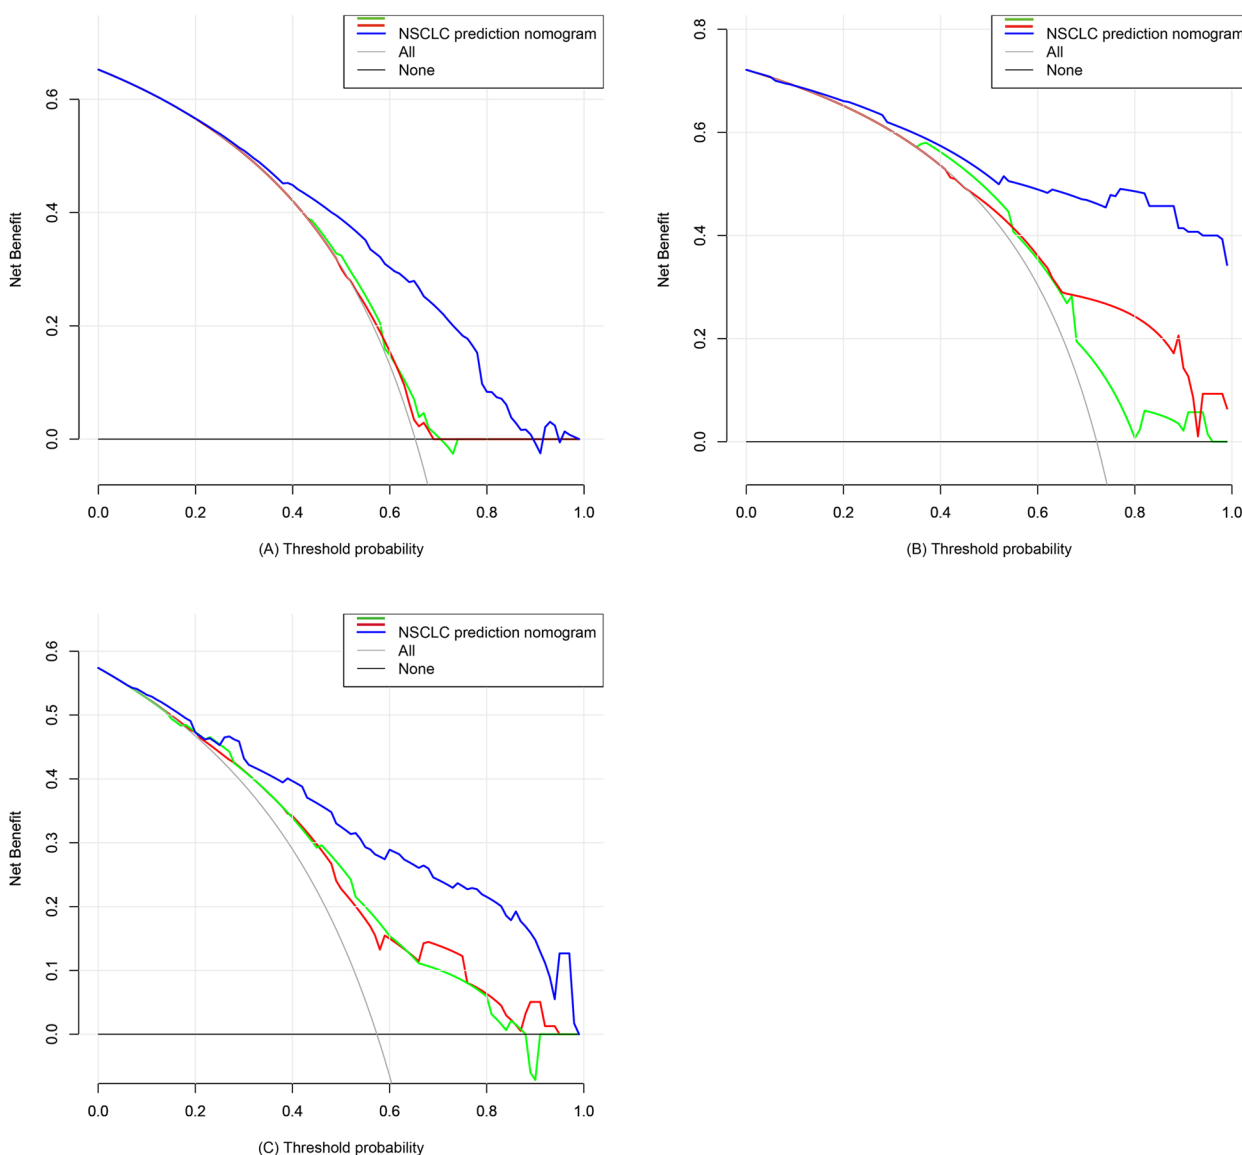 NSCLC prediction nomogram
All
None
Net Benefit
0.0
0.2
0.4
0.6
0.0 0.2 0.4 0.6 0.8 1.0
(A) Threshold probability
NSCLC prediction nomogram
All
None
Net Benefit
0.0
0.2
0.4
0.6
0.8
0.0 0.2 0.4 0.6 0.8 1.0
(B) Threshold probability
NSCLC prediction nomogram
All
None
Net Benefit
0.0
0.1
0.2
0.3
0.4
0.5
0.6
0.0 0.2 0.4 0.6 0.8 1.0
(C) Threshold probability